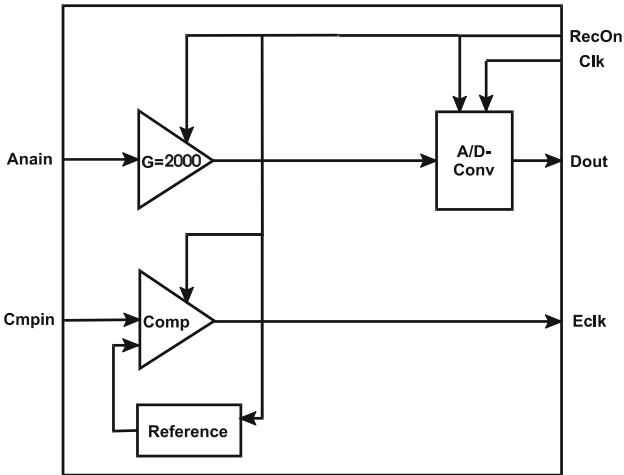 RecOn
Clk
Anain
G=2000
A/D-
Conv
Dout
Cmpin
Comp
Eclk
Reference